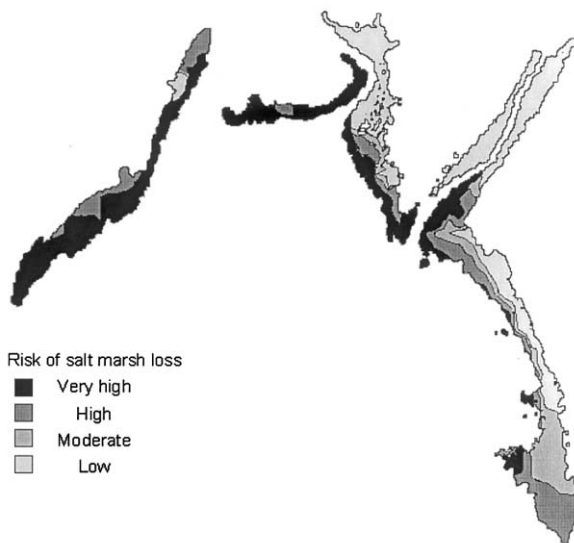 Risk of salt marsh loss
Very high
High
Moderate
Low